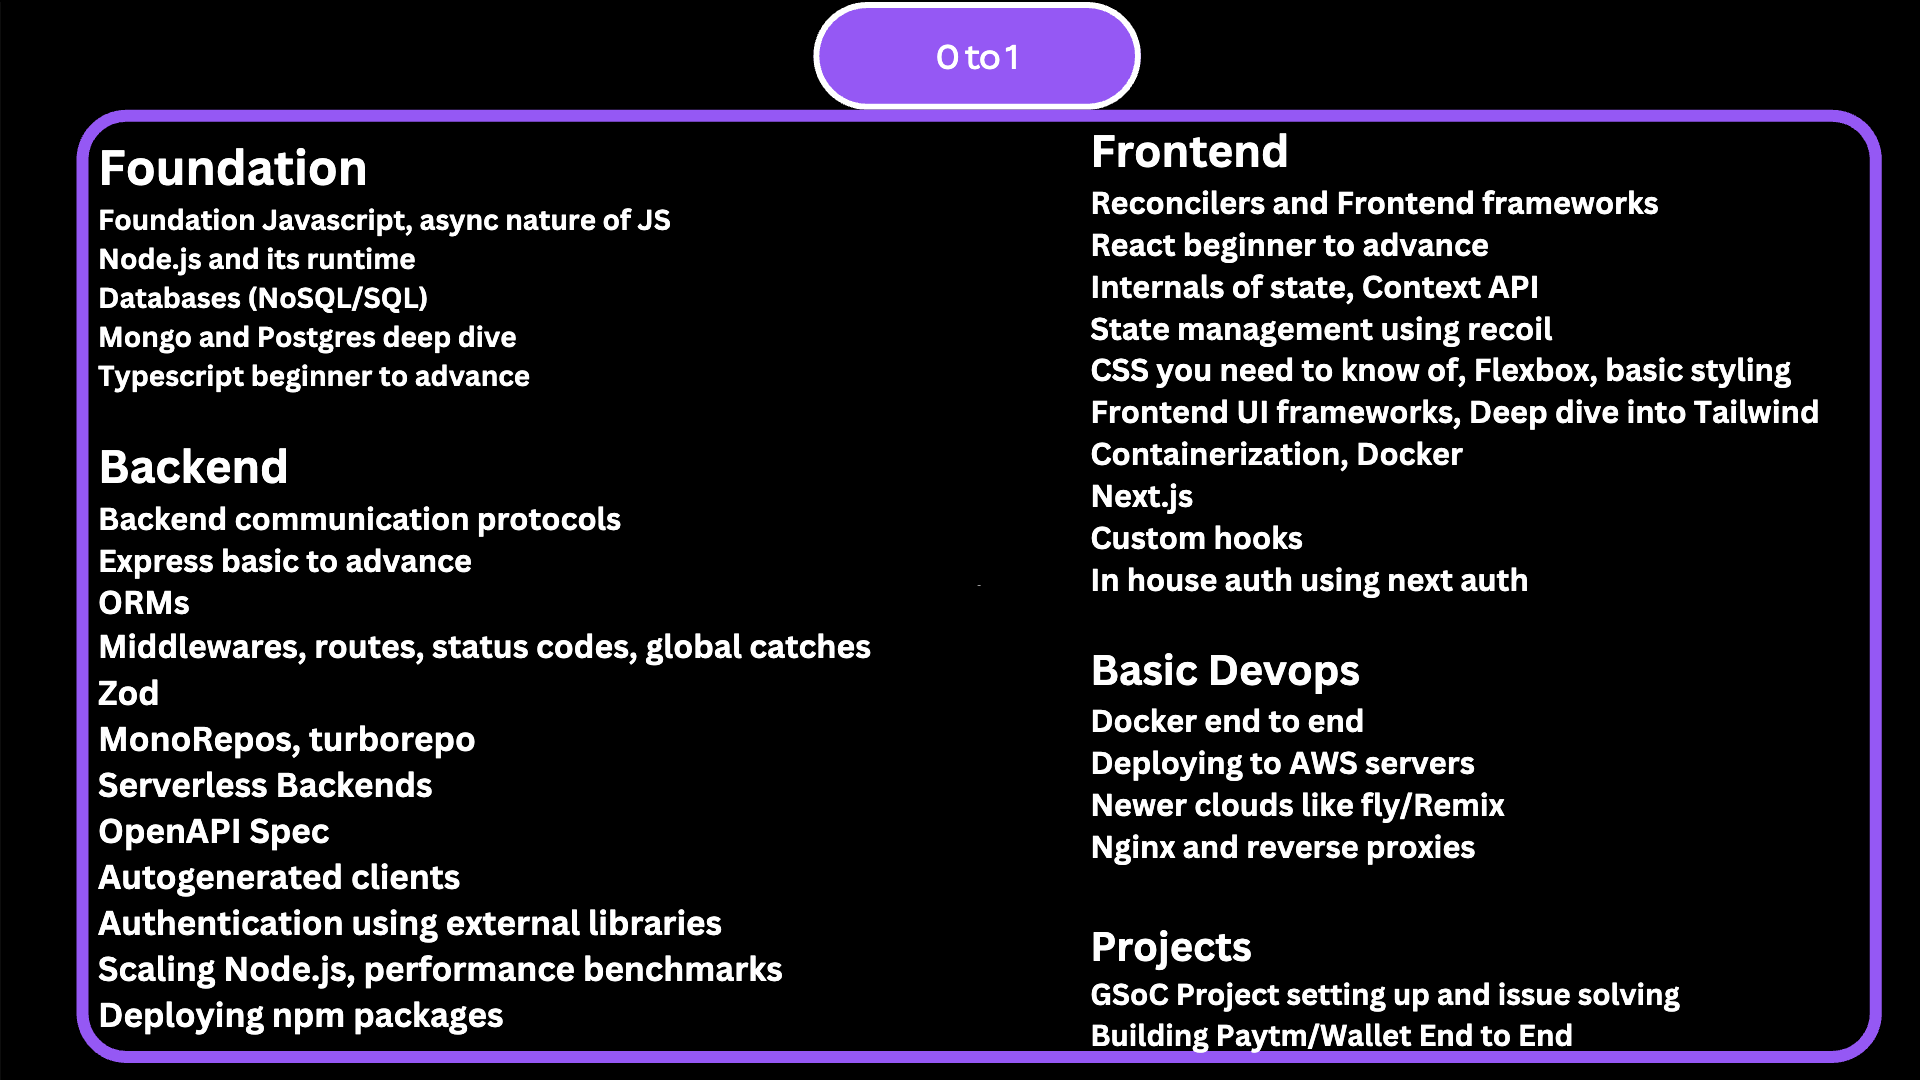 0 to 1
Foundation
Foundation Javascript, async nature of JS
Node.js and its runtime
Databases (NoSQL/SQL)
Mongo and Postgres deep dive
Typescript beginner to advance
Backend
Backend communication protocols
Express basic to advance
ORMs
Middlewares, routes, status codes, global catches
Zod
MonoRepos, turborepo
Serverless Backends
OpenAPI Spec
Autogenerated clients
Authentication using external libraries
Scaling Node.js, performance benchmarks
Deploying npm packages
Frontend
Reconcilers and Frontend frameworks
React beginner to advance
Internals of state, Context API
State management using recoil
CSS you need to know of, Flexbox, basic styling
Frontend UI frameworks, Deep dive into Tailwind
Containerization, Docker
Next.js
Custom hooks
In house auth using next auth
Basic Devops
Docker end to end
Deploying to AWS servers
Newer clouds like fly/Remix
Nginx and reverse proxies
Projects
GSoC Project setting up and issue solving
Building Paytm/Wallet End to End